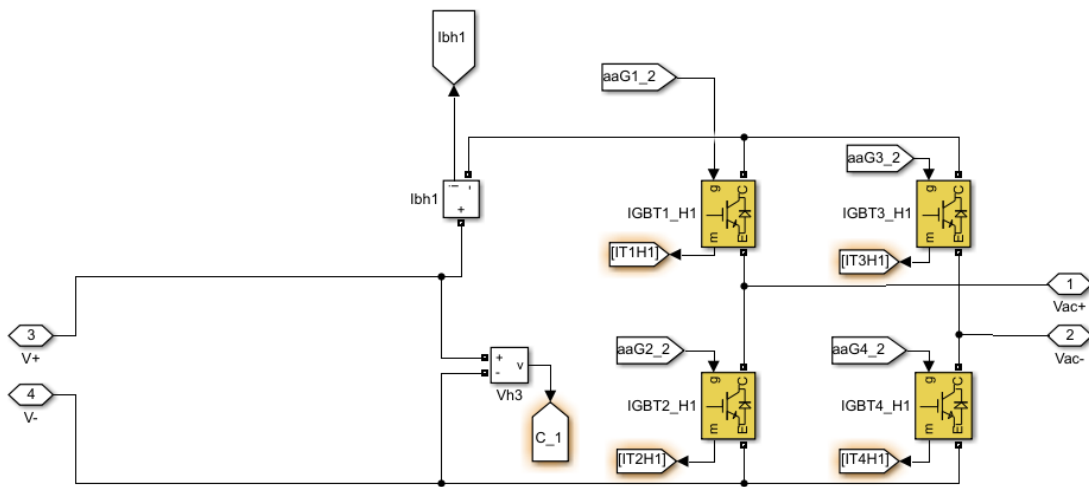 Ibh1
aaG1_2
aaG3_2
g
C
m
E
IGBT1_H1
g
C
m
E
IGBT3_H1
Ibh1
i
-
+
[IT1H1]
[IT3H1]
1
Vac+
2
Vac-
3
V+
4
V-
aaG2_2
aaG4_2
+
-
v
Vh3
C_1
g
C
m
E
IGBT2_H1
g
C
m
E
IGBT4_H1
[IT2H1]
[IT4H1]